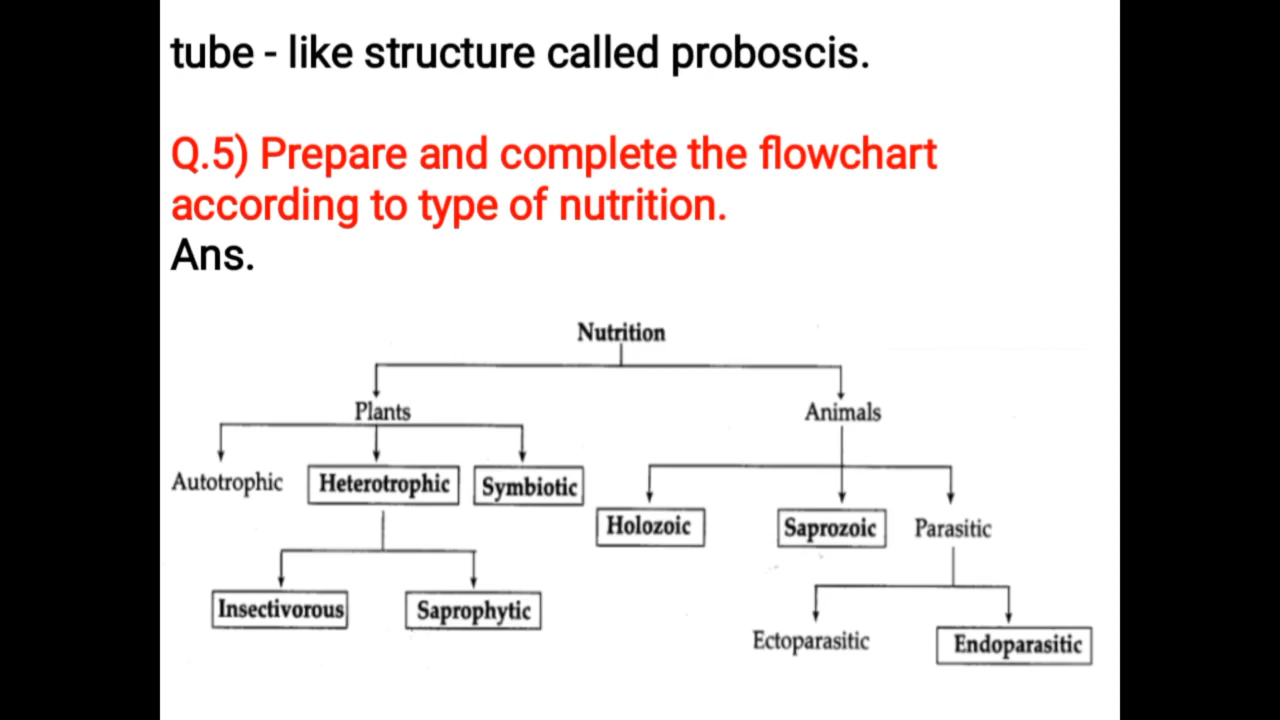 tube - like structure called proboscis.
Q.5) Prepare and complete the flowchart
according to type of nutrition.
Ans.
Nutrition
Plants
Animals
Autotrophic
Heterotrophic
Symbiotic
Holozoic
Saprozoic
Parasitic
Insectivorous
Saprophytic
Ectoparasitic
Endoparasitic